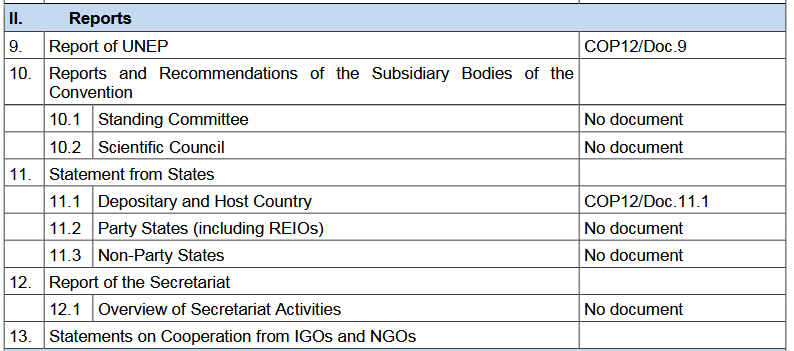 II. Reports
9. Report of UNEP COP12/Doc.9
10. Reports and Recommendations of the Subsidiary Bodies of the
Convention
10.1 Standing Committee No document
10.2 Scientific Council No document
11. Statement from States
11.1 Depositary and Host Country COP12/Doc.11.1
11.2 Party States (including REIOs) No document
11.3 Non-Party States No document
12. Report of the Secretariat
12.1 Overview of Secretariat Activities No document
13. Statements on Cooperation from IGOs and NGOs